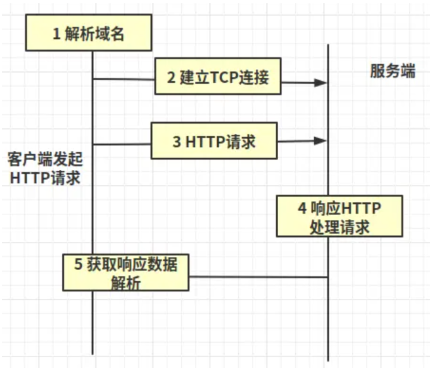 1 解析域名
2 建立TCP连接
服务端
3 HTTP请求
客户端发起
HTTP请求
4 响应HTTP
处理请求
5 获取响应数据
解析